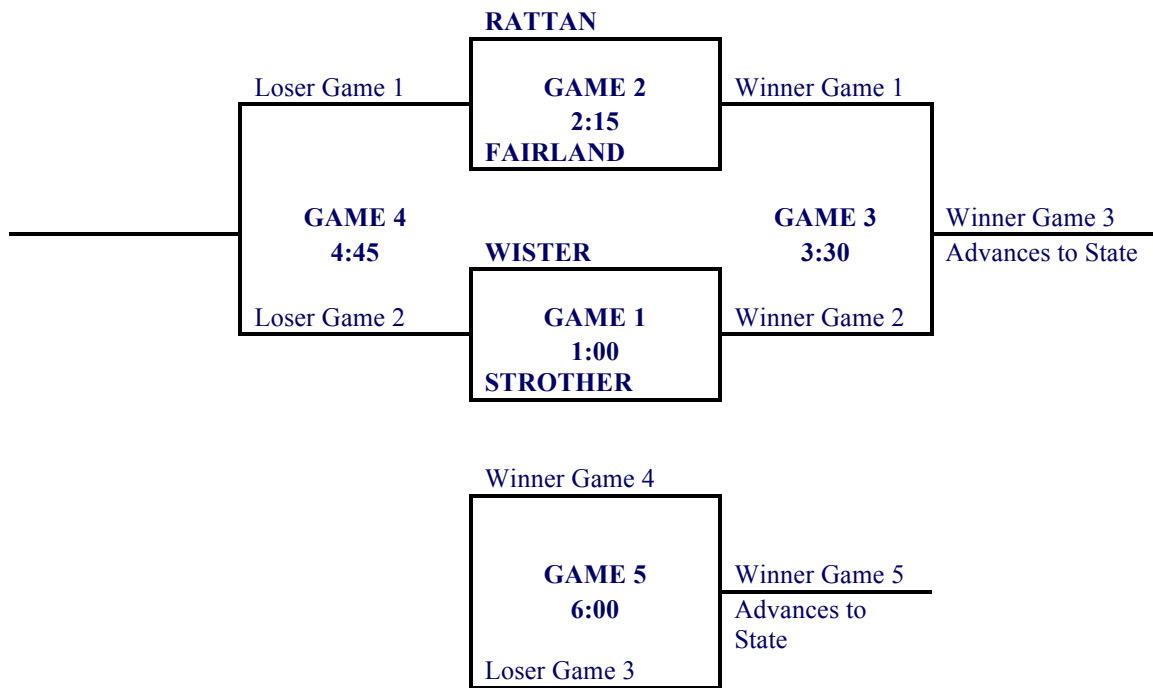 RATTAN
Loser Game 1
GAME 2
Winner Game 1
2:15
FAIRLAND
GAME 4
GAME 3
Winner Game 3
4:45
WISTER
3:30
Advances to State
Loser Game 2
GAME 1
Winner Game 2
1:00
STROTHER
Winner Game 4
GAME 5
Winner Game 5
6:00
Advances to
State
Loser Game 3